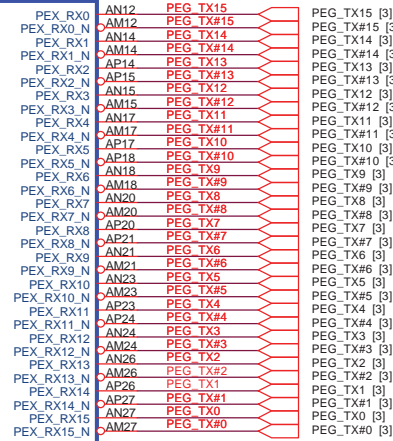 PEX_RX0 AN12 PEG_TX15 PEG_TX15 [3]
PEX_RX0_N AM12 PEG_TX#15 PEG_TX#15 [3
PEX_RX1 AN14 PEG_TX14 PEG_TX14 [3]
PEX_RX1_N AM14 PEG_TX#14 PEG_TX#14 [3
PEX_RX2 AP14 PEG_TX13 PEG_TX13 [3]
PEX_RX2_N AP15 PEG_TX#13 PEG_TX#13 [3
PEX_RX3 AN15 PEG_TX12 PEG_TX12 [3]
PEX_RX3_N AM15 PEG_TX#12 PEG_TX#12 [3
PEX_RX4 AN17 PEG_TX11 PEG_TX11 [3]
PEX_RX4_N AM17 PEG_TX#11 PEG_TX#11 [3
PEX_RX5 AP17 PEG_TX10 PEG_TX10 [3]
PEX_RX5_N AP18 PEG_TX#10 PEG_TX#10 [3
PEX_RX6 AN18 PEG_TX9 PEG_TX9 [3]
PEX_RX6_N AM18 PEG_TX#9 PEG_TX#9 [3]
PEX_RX7 AN20 PEG_TX8 PEG_TX8 [3]
PEX_RX7_N AM20 PEG_TX#8 PEG_TX#8 [3]
PEX_RX8 AP20 PEG_TX7 PEG_TX7 [3]
PEX_RX8_N AP21 PEG_TX#7 PEG_TX#7 [3]
PEX_RX9 AN21 PEG_TX6 PEG_TX6 [3]
PEX_RX9_N AM21 PEG_TX#6 PEG_TX#6 [3]
PEX_RX10 AN23 PEG_TX5 PEG_TX5 [3]
PEX_RX10_N AM23 PEG_TX#5 PEG_TX#5 [3]
PEX_RX11 AP23 PEG_TX4 PEG_TX4 [3]
PEX_RX11_N AP24 PEG_TX#4 PEG_TX#4 [3]
PEX_RX12 AN24 PEG_TX3 PEG_TX3 [3]
PEX_RX12_N AM24 PEG_TX#3 PEG_TX#3 [3]
PEX_RX13 AN26 PEG_TX2 PEG_TX2 [3]
PEX_RX13_N AM26 PEG_TX#2 PEG_TX#2 [3]
PEX_RX14 AP26 PEG_TX1 PEG_TX1 [3]
PEX_RX14_N AP27 PEG_TX#1 PEG_TX#1 [3]
PEX_RX15 AN27 PEG_TX0 PEG_TX0 [3]
PEX_RX15_N AM27 PEG_TX#0 PEG_TX#0 [3]